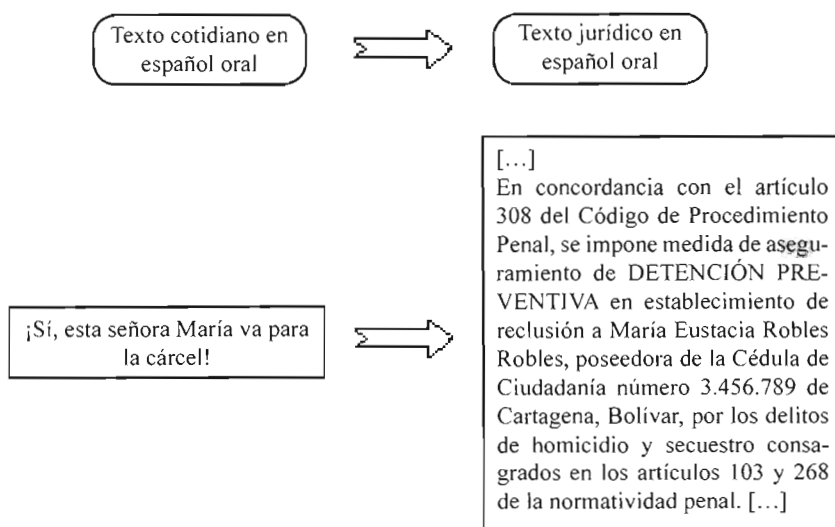 Texto cotidiano en
español oral
Texto jurídico en
español oral
¡Sí, esta señora María va para
la cárcel!
[...]
En concordancia con el artículo
308 del Código de Procedimiento
Penal, se impone medida de asegu-
ramiento de DETENCIÓN PRE-
VENTIVA en establecimiento de
reclusión a María Eustacia Robles
Robles, poseedora de la Cédula de
Ciudadanía número 3.456.789 de
Cartagena, Bolívar, por los delitos
de homicidio y secuestro consa-
grados en los artículos 103 y 268
de la normatividad penal. [...]